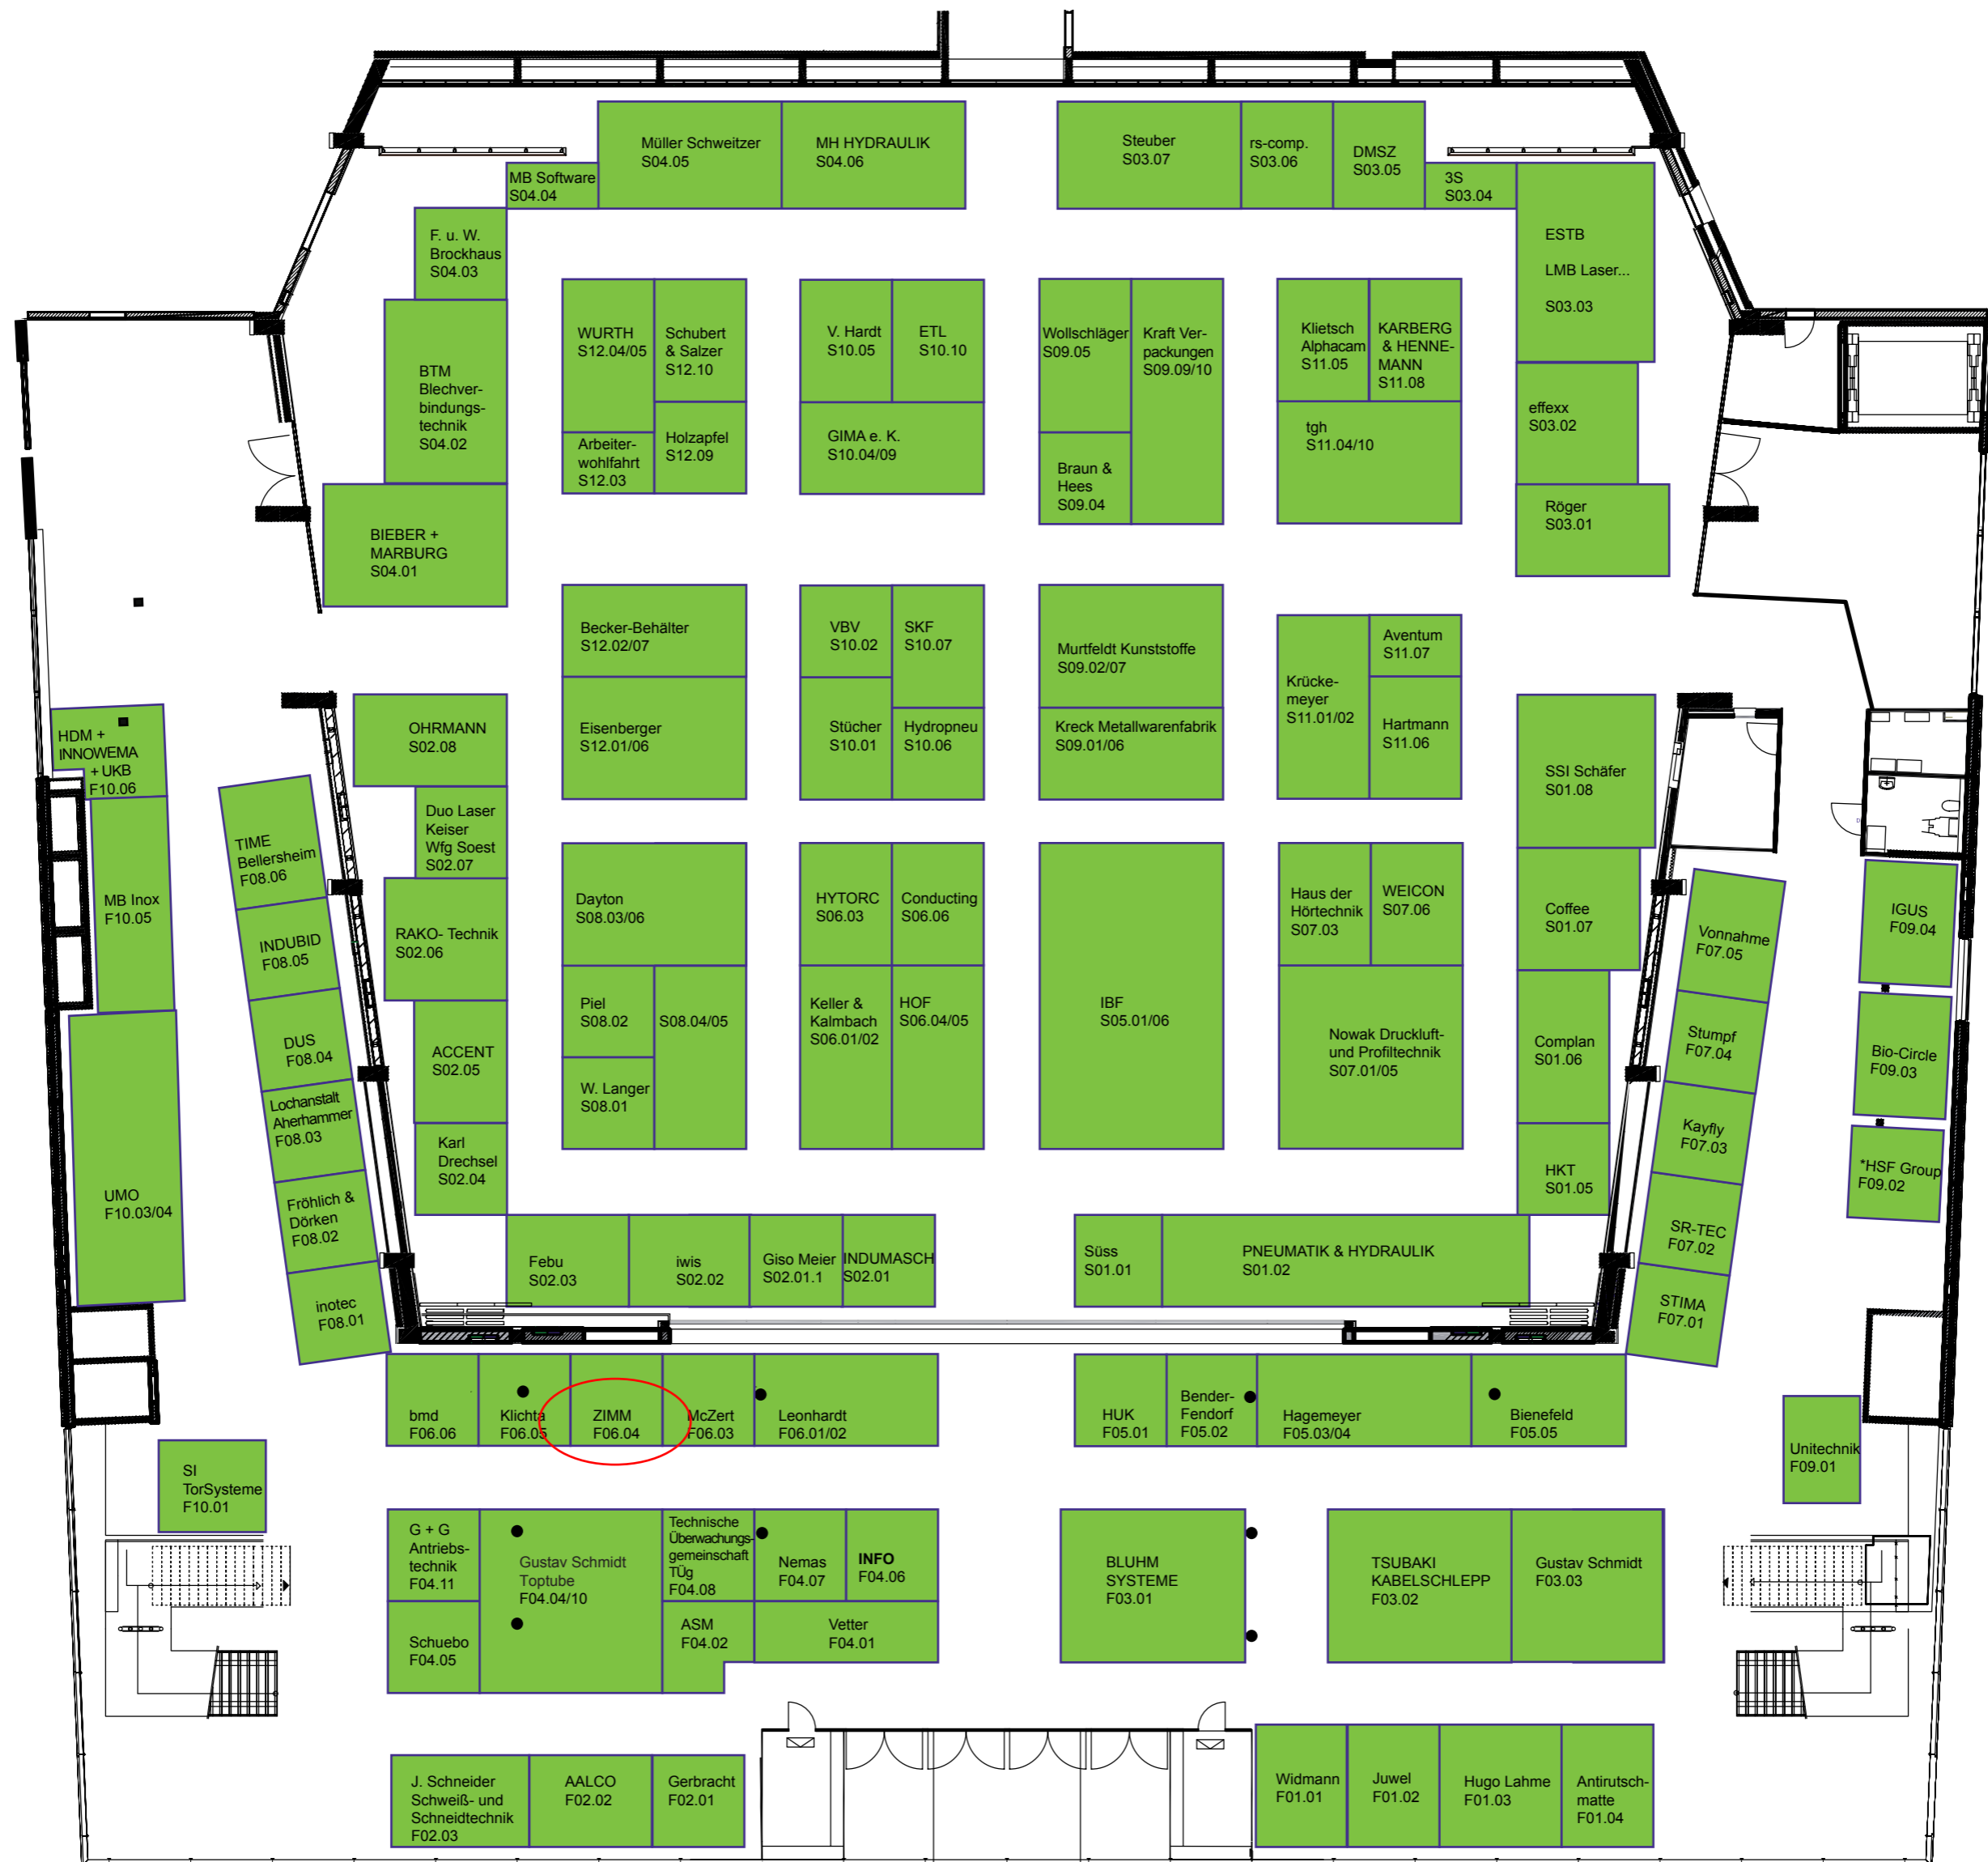 Müller Schweitzer
S04.05
MH HYDRAULIK
S04.06
Steuber
S03.07
rs-comp.
S03.06
DMSZ
S03.05
MB Software
S04.04
3S
S03.04
F. u. W.
Brockhaus
S04.03
ESTB
LMB Laser...
S03.03
BTM
Blechver-
bindungs-
technik
S04.02
WURTH
S12.04/05
Schubert
& Salzer
S12.10
V. Hardt
S10.05
ETL
S10.10
Wollschläger
S09.05
Kraft Ver-
packungen
S09.09/10
Klietsch
Alphacam
S11.05
KARBERG
& HENNE-
MANN
S11.08
effexx
S03.02
Arbeiter-
wohlfahrt
S12.03
Holzapfel
S12.09
GIMA e. K.
S10.04/09
Braun &
Hees
S09.04
tgh
S11.04/10
Röger
S03.01
BIEBER +
MARBURG
S04.01
Becker-Behälter
S12.02/07
VBV
S10.02
SKF
S10.07
Murtfeldt Kunststoffe
S09.02/07
Krücke-
meyer
S11.01/02
Aventum
S11.07
Eisenberger
S12.01/06
Stücher
S10.01
Hydropneu
S10.06
Kreck Metallwarenfabrik
S09.01/06
Hartmann
S11.06
OHRMANN
S02.08
SSI Schäfer
S01.08
HDM +
INNOWEMA
+ UKB
F10.06
MB Inox
F10.05
UMO
F10.03/04
TIME
Bellersheim
F08.06
INDUBID
F08.05
DUS
F08.04
Lochanstalt
Aherhammer
F08.03
Fröhlich &
Dörken
F08.02
inotec
F08.01
Duo Laser
Keiser
Wfg Soest
S02.07
RAKO- Technik
S02.06
ACCENT
S02.05
Karl
Drechsel
S02.04
Dayton
S08.03/06
Piel
S08.02
S08.04/05
W. Langer
S08.01
HYTORC
S06.03
Conducting
S06.06
Keller &
Kalmbach
S06.01/02
HOF
S06.04/05
IBF
S05.01/06
Haus der
Hörtechnik
S07.03
WEICON
S07.06
Nowak Druckluft-
und Profiltechnik
S07.01/05
Coffee
S01.07
Complan
S01.06
HKT
S01.05
Vonnahme
F07.05
Stumpf
F07.04
Kayfly
F07.03
SR-TEC
F07.02
STIMA
F07.01
IGUS
F09.04
Bio-Circle
F09.03
*HSF Group
F09.02
Febu
S02.03
iwis
S02.02
Giso Meier
S02.01.1
INDUMASCH
S02.01
Süss
S01.01
PNEUMATIK & HYDRAULIK
S01.02
bmd
F06.06
Klichta
F06.05
ZIMM
F06.04
McZert
F06.03
Leonhardt
F06.01/02
HUK
F05.01
Bender-
Fendorf
F05.02
Hagemeyer
F05.03/04
Bienefeld
F05.05
Unitechnik
F09.01
SI
TorSysteme
F10.01
G + G
Antriebs-
technik
F04.11
Gustav Schmidt
Toptube
F04.04/10
Technische
Überwachungs-
gemeinschaft
TÜg
F04.08
Nemas
F04.07
INFO
F04.06
BLUHM
SYSTEME
F03.01
TSUBAKI
KABELSCHLEPP
F03.02
Gustav Schmidt
F03.03
Schuebo
F04.05
ASM
F04.02
Vetter
F04.01
J. Schneider
Schweiß- und
Schneidtechnik
F02.03
AALCO
F02.02
Gerbracht
F02.01
Widmann
F01.01
Juwel
F01.02
Hugo Lahme
F01.03
Antirutsch-
matte
F01.04